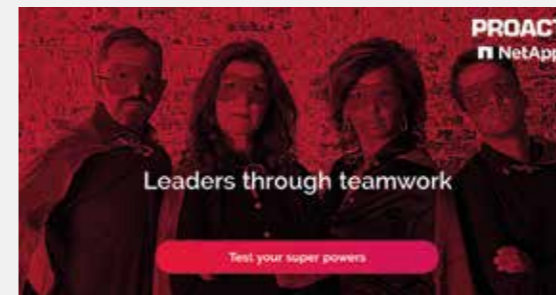 PROACT
NetApp
Leaders through teamwork
Test your super powers